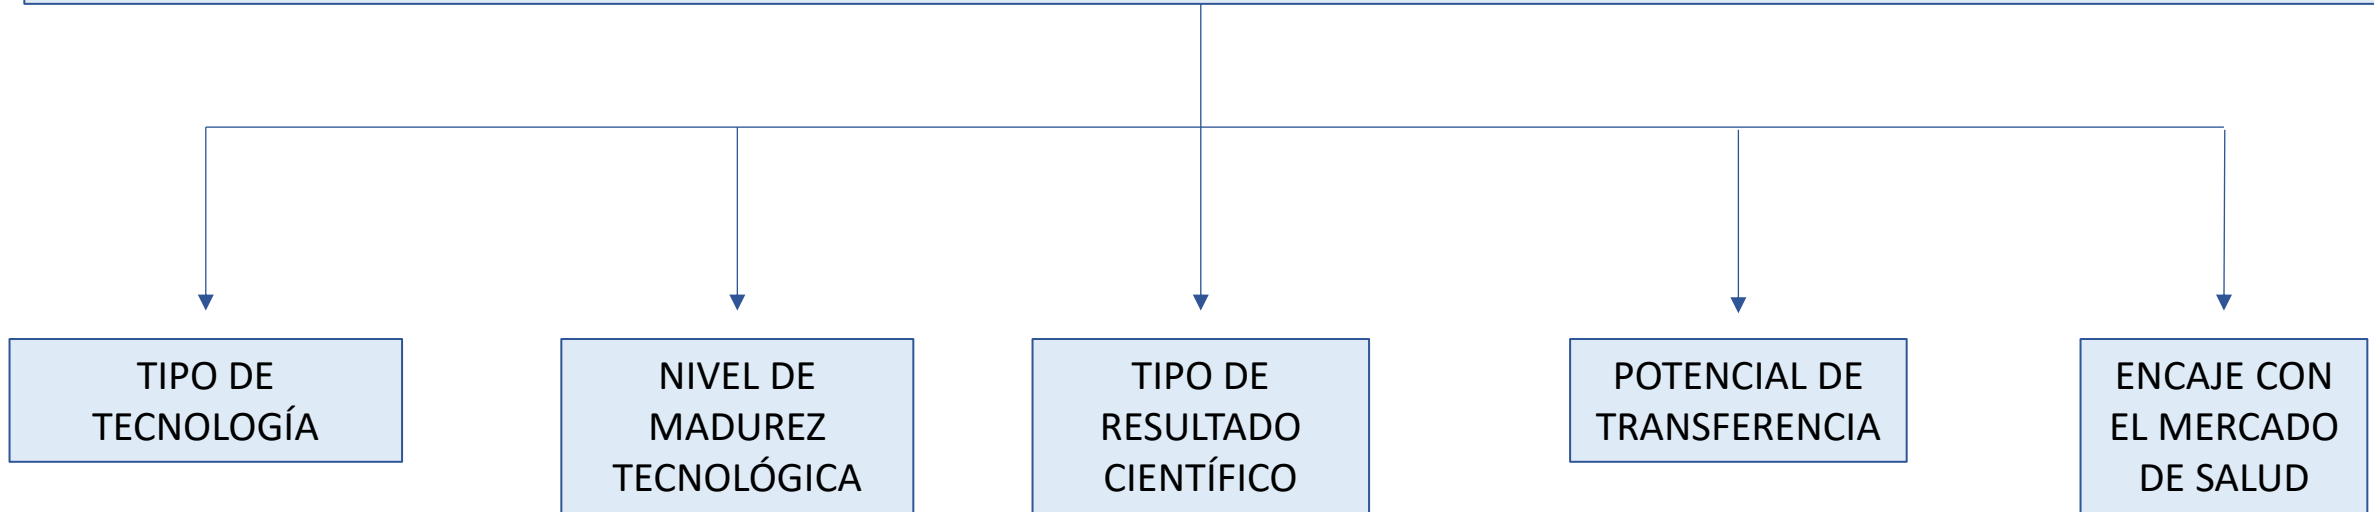 TIPO DE
TECNOLOGÍA
NIVEL DE
MADUREZ
TECNOLÓGICA
TIPO DE
RESULTADO
CIENTÍFICO
POTENCIAL DE
TRANSFERENCIA
ENCAJE CON
EL MERCADO
DE SALUD